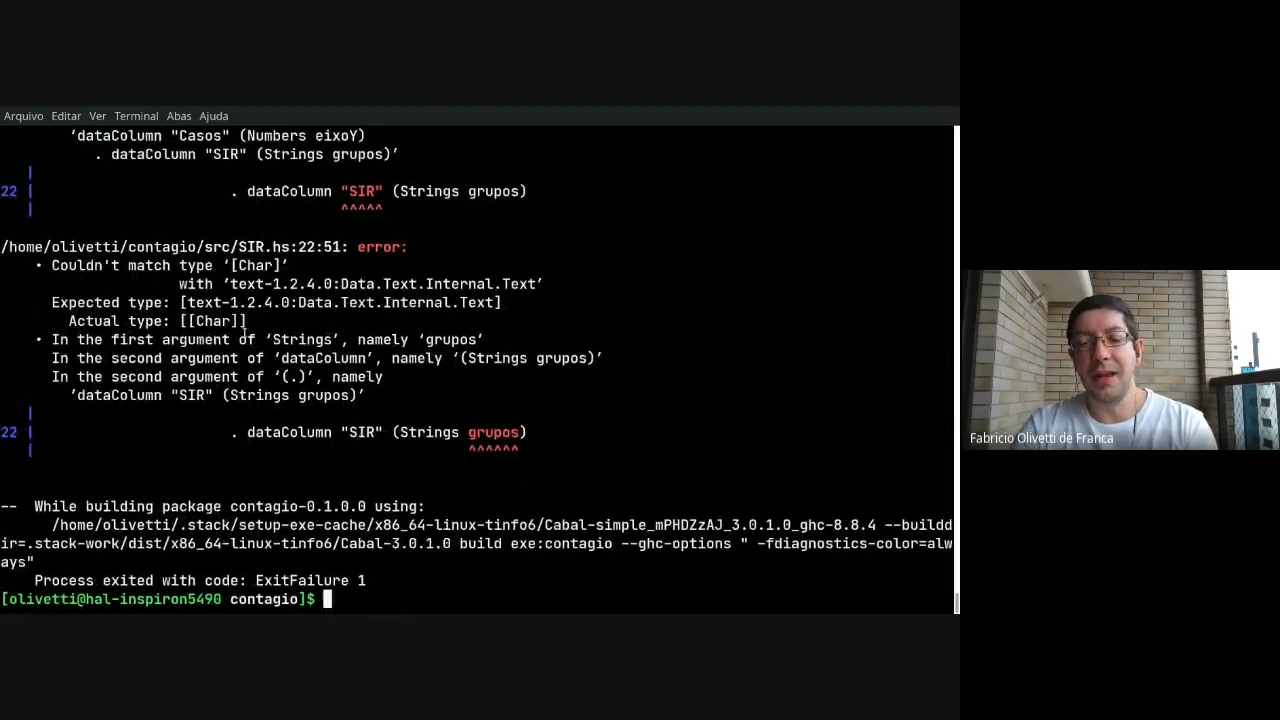 Arquivo Editar Ver Terminal Abas Ajuda
‘dataColumn "Casos" (Numbers eixoY)
. dataColumn "SIR" (Strings grupos)’
|
22 | . dataColumn "SIR" (Strings grupos)
| ^^^^^
/home/olivetti/contagio/src/SIR.hs:22:51: error:
• Couldn't match type ‘[Char]’
with ‘text-1.2.4.0:Data.Text.Internal.Text’
Expected type: [text-1.2.4.0:Data.Text.Internal.Text]
Actual type: [[Char]]
• In the first argument of ‘Strings’, namely ‘grupos’
In the second argument of ‘dataColumn’, namely ‘(Strings grupos)’
In the second argument of ‘(.)’, namely
‘dataColumn "SIR" (Strings grupos)’
|
22 | . dataColumn "SIR" (Strings grupos)
| ^^^^^^
-- While building package contagio-0.1.0.0 using:
/home/olivetti/.stack/setup-exe-cache/x86_64-linux-tinfo6/Cabal-simple_mPHDZzAJ_3.0.1.0_ghc-8.8.4 --buildd
ir=.stack-work/dist/x86_64-linux-tinfo6/Cabal-3.0.1.0 build exe:contagio --ghc-options " -fdiagnostics-color=alw
ays"
Process exited with code: ExitFailure 1
[olivetti@hal-inspiron5490 contagio]$
Fabricio Olivetti de Franca